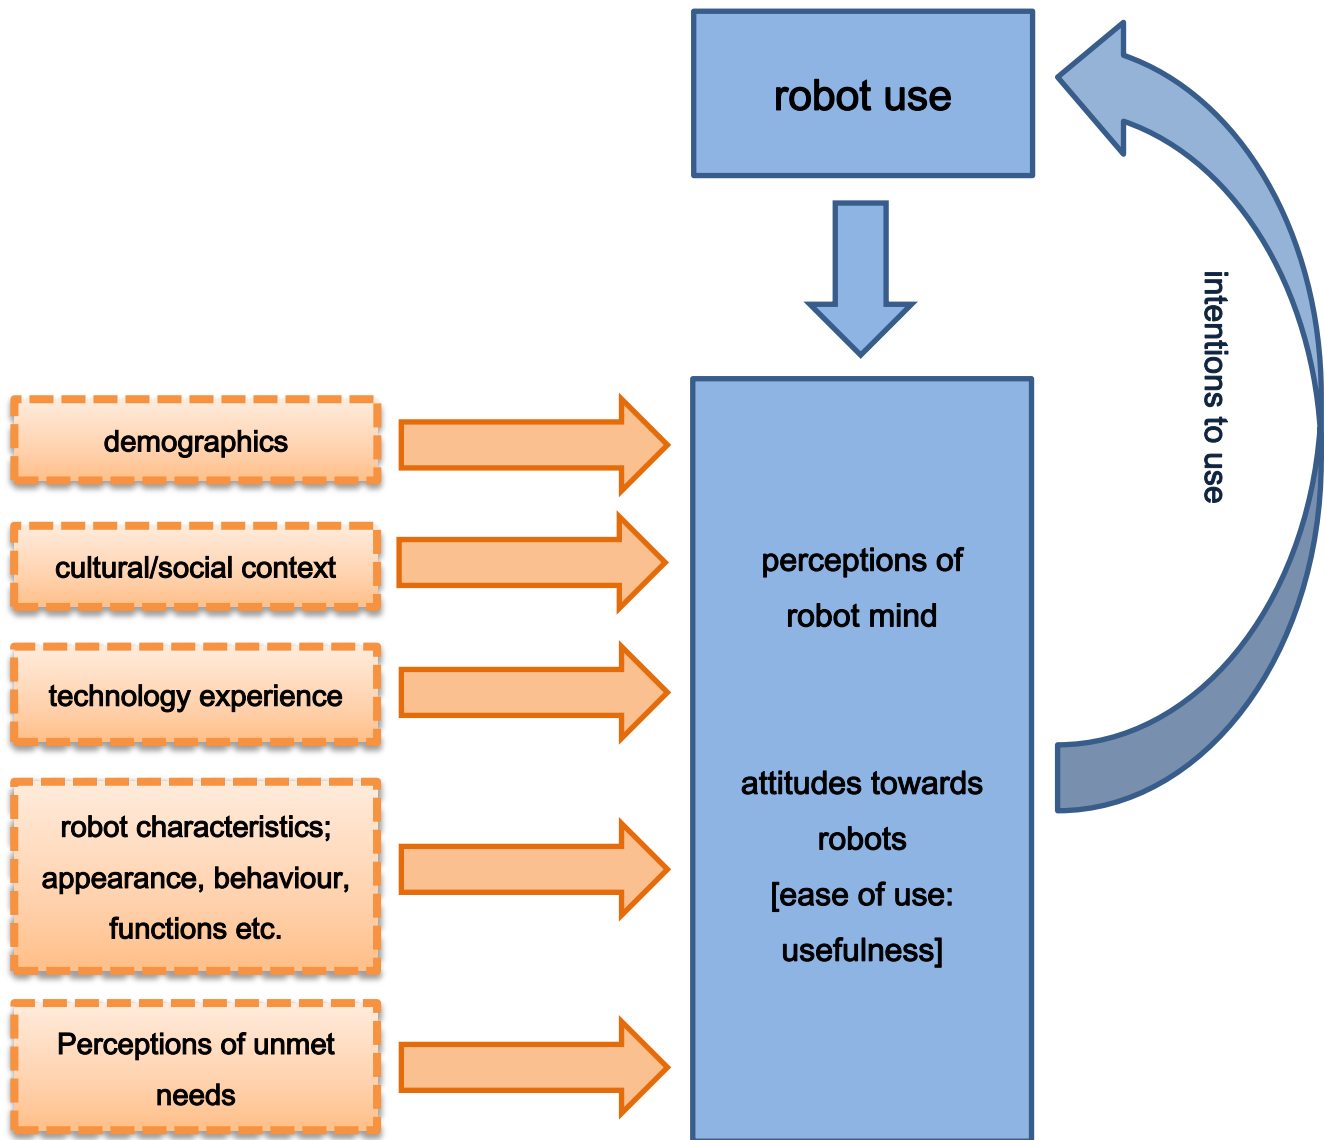 robot use
intentions to use
demographics
cultural/social context
technology experience
robot characteristics;
appearance, behaviour,
functions etc.
Perceptions of unmet
needs
perceptions of
robot mind
attitudes towards
robots
[ease of use:
usefulness]